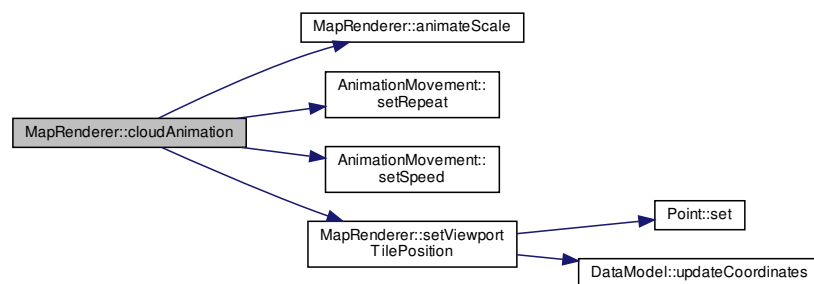 MapRenderer::animateScale
AnimationMovement::
setRepeat
MapRenderer::cloudAnimation
AnimationMovement::
setSpeed
MapRenderer::setViewport
TilePosition
Point::set
DataModel::updateCoordinates